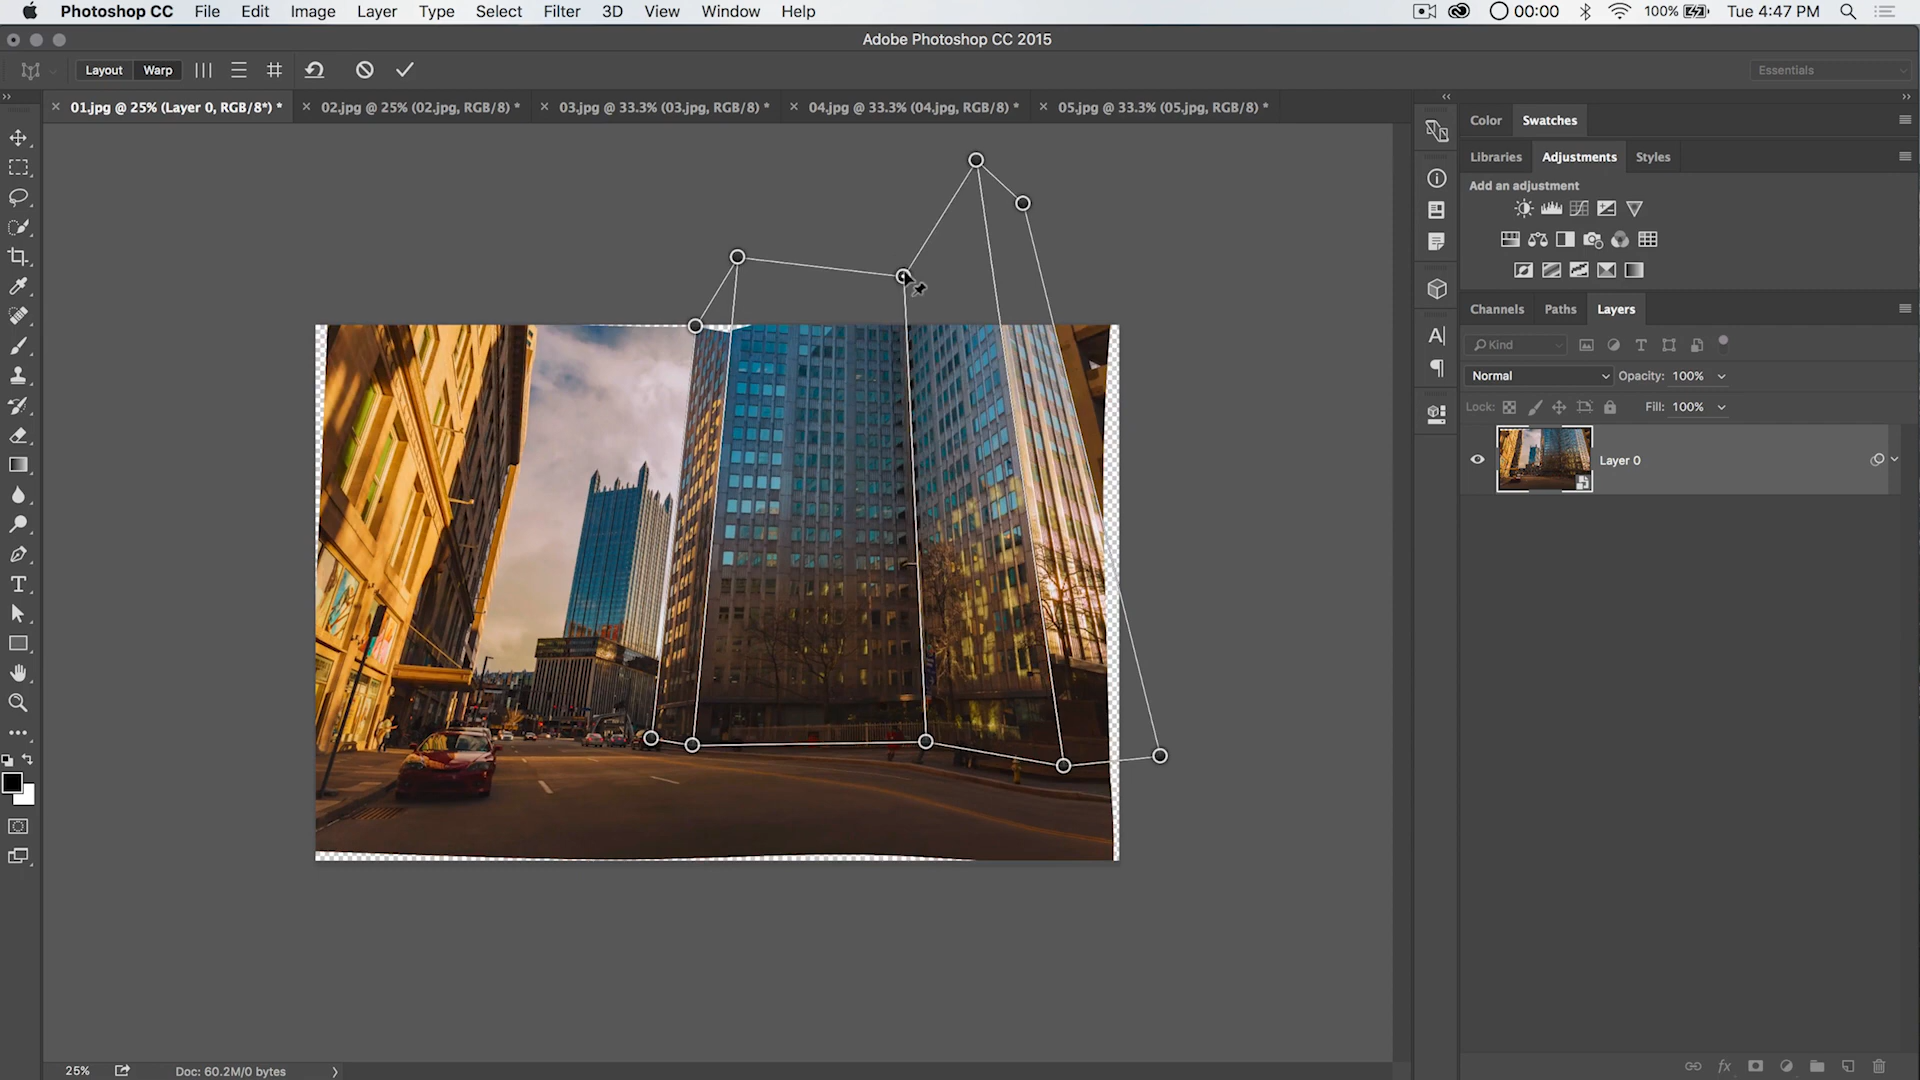 Photoshop CC File Edit Image Layer Type Select Filter 3D View Window Help 00:00 100% Tue 4:47 PM
Adobe Photoshop CC 2015
Layout Warp Essentials
01.jpg @ 25% (Layer 0, RGB/8*) * 02.jpg @ 25% (02.jpg, RGB/8) * 03.jpg @ 33.3% (03.jpg, RGB/8) * 04.jpg @ 33.3% (04.jpg, RGB/8) * 05.jpg @ 33.3% (05.jpg, RGB/8) *
Color Swatches
Libraries Adjustments Styles
Add an adjustment
Channels Paths Layers
Kind
Normal Opacity: 100%
Lock: Fill: 100%
Layer 0
25% Doc: 60.2M/0 bytes